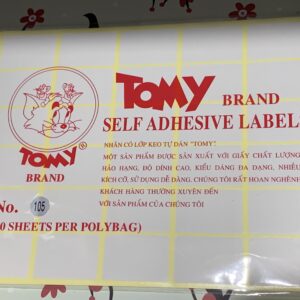 TOMY BRAND
SELF ADHESIVE LABEL
NHÃN CÓ LỚP KEO TỰ DÁN "TOMY"
MỘT SẢN PHẨM ĐƯỢC SẢN XUẤT VỚI GIẤY CHẤT LƯỢNG
HẢO HẠNG, ĐỘ DÍNH CAO, KIỂU DÁNG ĐA DẠNG, NHIỀU
KÍCH CỠ, SỬ DỤNG DỄ DÀNG. CHÚNG TÔI RẤT HOAN NGHÊNH
KHÁCH HÀNG THƯỜNG XUYÊN ĐẾN
VỚI SẢN PHẨM CỦA CHÚNG TÔI
TOMY®
BRAND
No. 105
0 SHEETS PER POLYBAG)